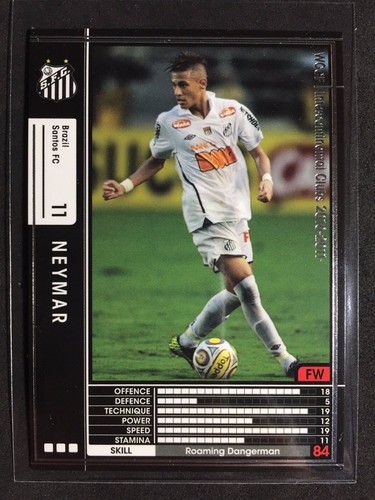 S.F.C.
Brazil
Santos FC
11
NEYMAR
WCCF Intercontinental Clubs 2010-2011
FW
OFFENCE 18
DEFENCE 5
TECHNIQUE 19
POWER 12
SPEED 19
STAMINA 11
SKILL Roaming Dangerman 84